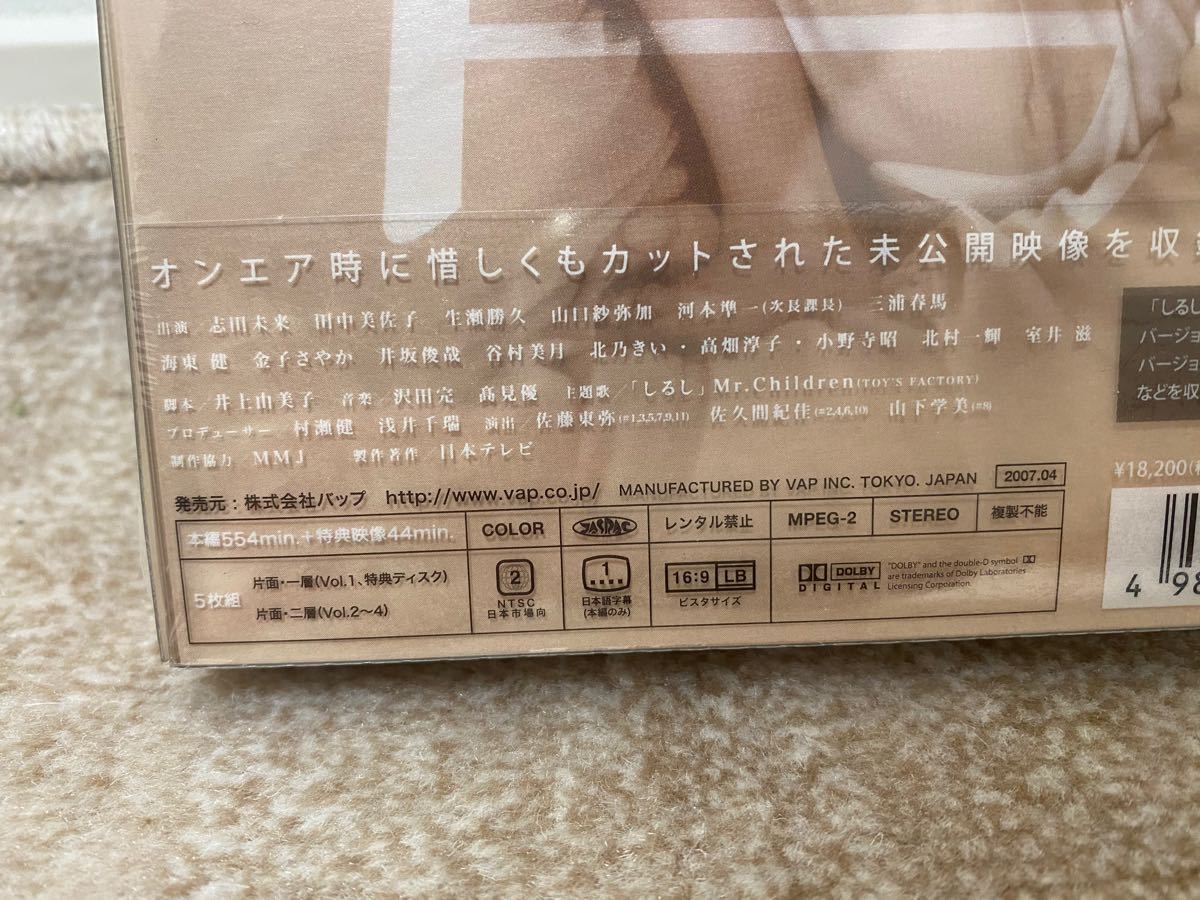 オンエア時に惜しくもカットされた未公開映像を収
出演／志田未来 田中美佐子 生瀬勝久 山口紗弥加 河本準一(次長課長) 三浦春馬
海東 健 金子さやか 井坂俊哉 谷村美月 北乃きい・高畑淳子・小野寺昭 北村一輝 室井 滋
脚本／井上由美子 音楽／沢田完 高見優 主題歌／「しるし」Mr.Children(TOY'S FACTORY)
プロデューサー 村瀬健 浅井千瑞 演出／佐藤東弥(#1,3,5,7,9,11) 佐久間紀佳(#2,4,6,10) 山下学美(#8)
制作協力／MMJ 製作著作／日本テレビ
「しるし
バージョ
バージョ
などを収
発売元：株式会社バップ http://www.vap.co.jp/ MANUFACTURED BY VAP INC. TOKYO. JAPAN 2007.04
¥18,200(税
本編554min.＋特典映像44min. COLOR JASRAC レンタル禁止 MPEG-2 STEREO 複製不能
5枚組
片面・一層(Vol.1、特典ディスク)
片面・二層(Vol.2〜4)
2 NTSC 日本市場向
1 日本語字幕 (本編のみ)
16:9 LB ビスタサイズ
DOLBY DIGITAL
"DOLBY" and the double-D symbol
are trademarks of Dolby Laboratories
Licensing Corporation.
4 98